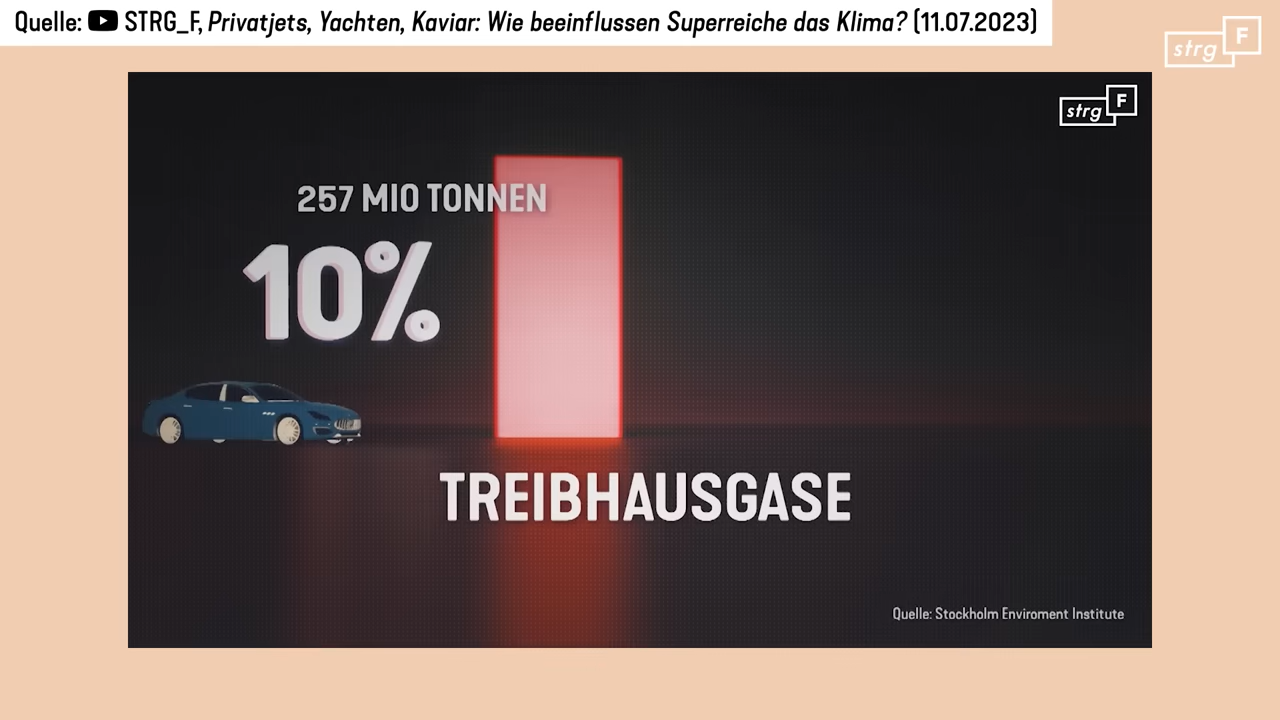 Quelle: STRG_F, Privatjets, Yachten, Kaviar: Wie beeinflussen Superreiche das Klima? (11.07.2023)
strg F
strg F
257 MIO TONNEN
10%
TREIBHAUSGASE
Quelle: Stockholm Enviroment Institute